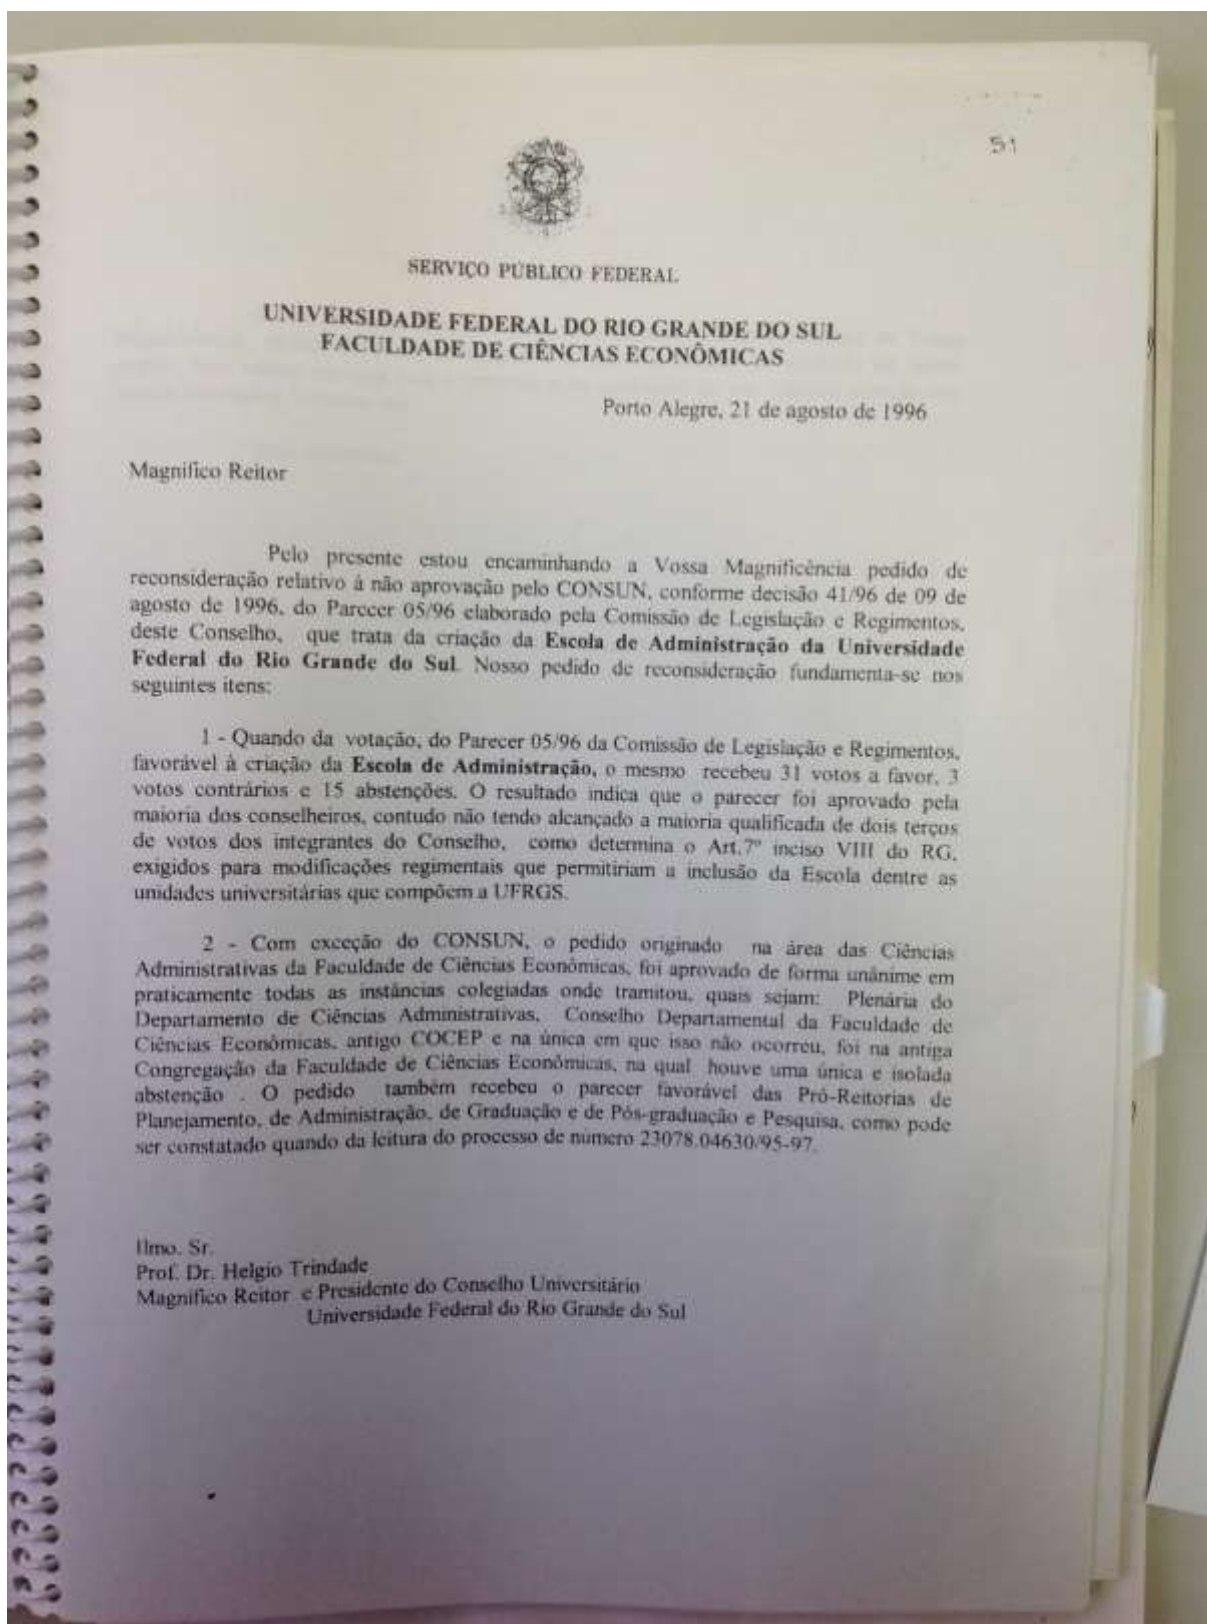 51
SERVIÇO PÚBLICO FEDERAL
UNIVERSIDADE FEDERAL DO RIO GRANDE DO SUL
FACULDADE DE CIÊNCIAS ECONÔMICAS
Porto Alegre, 21 de agosto de 1996
Magnífico Reitor
Pelo presente estou encaminhando a Vossa Magnificência pedido de
reconsideração relativo à não aprovação pelo CONSUN, conforme decisão 41/96 de 09 de
agosto de 1996, do Parecer 05/96 elaborado pela Comissão de Legislação e Regimentos,
deste Conselho, que trata da criação da Escola de Administração da Universidade
Federal do Rio Grande do Sul. Nosso pedido de reconsideração fundamenta-se nos
seguintes itens:
1 - Quando da votação, do Parecer 05/96 da Comissão de Legislação e Regimentos,
favorável à criação da Escola de Administração, o mesmo recebeu 31 votos a favor, 3
votos contrários e 15 abstenções. O resultado indica que o parecer foi aprovado pela
maioria dos conselheiros, contudo não tendo alcançado a maioria qualificada de dois terços
de votos dos integrantes do Conselho, como determina o Art.7º inciso VIII do RG,
exigidos para modificações regimentais que permitiriam a inclusão da Escola dentre as
unidades universitárias que compõem a UFRGS.
2 - Com exceção do CONSUN, o pedido originado na área das Ciências
Administrativas da Faculdade de Ciências Econômicas, foi aprovado de forma unânime em
praticamente todas as instâncias colegiadas onde tramitou, quais sejam: Plenária do
Departamento de Ciências Administrativas, Conselho Departamental da Faculdade de
Ciências Econômicas, antigo COCEP e na única em que isso não ocorreu, foi na antiga
Congregação da Faculdade de Ciências Econômicas, na qual houve uma única e isolada
abstenção . O pedido também recebeu o parecer favorável das Pró-Reitorias de
Planejamento, de Administração, de Graduação e de Pós-graduação e Pesquisa, como pode
ser constatado quando da leitura do processo de número 23078.04630/95-97.
Ilmo. Sr.
Prof. Dr. Helgio Trindade
Magnífico Reitor e Presidente do Conselho Universitário
Universidade Federal do Rio Grande do Sul